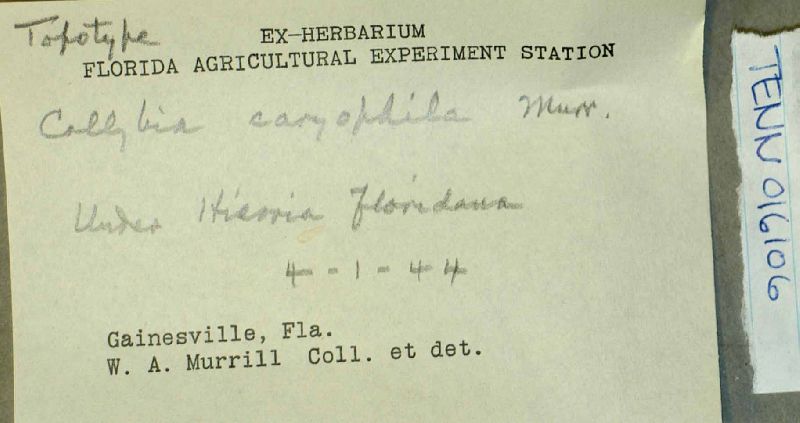 Topotype
EX-HERBARIUM
FLORIDA AGRICULTURAL EXPERIMENT STATION
Collybia caryophila Murr.
Under Hicoria floridana
4-1-44
Gainesville, Fla.
W. A. Murrill Coll. et det.
TENN 016106